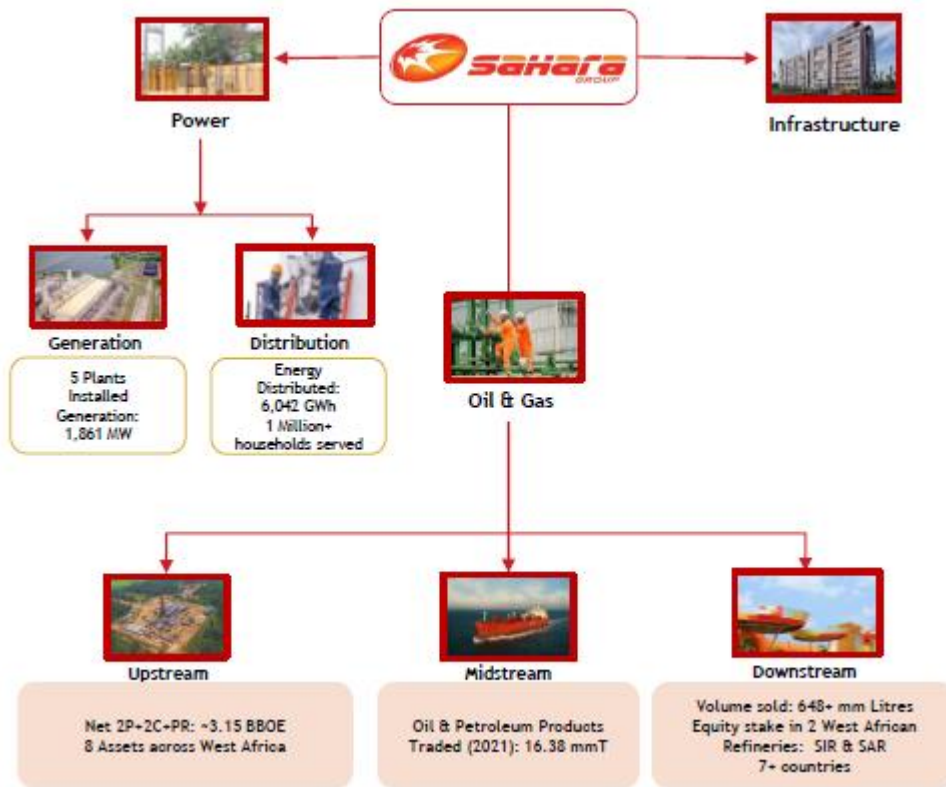 sahara
GROUP
Power
Infrastructure
Generation
Distribution
5 Plants
Installed
Generation:
1,861 MW
Energy
Distributed:
6,042 GWh
1 Million+
households served
Oil & Gas
Upstream
Midstream
Downstream
Net 2P+2C+PR: ~3.15 BBOE
8 Assets across West Africa
Oil & Petroleum Products
Traded (2021): 16.38 mmT
Volume sold: 648+ mm Litres
Equity stake in 2 West African
Refineries: SIR & SAR
7+ countries